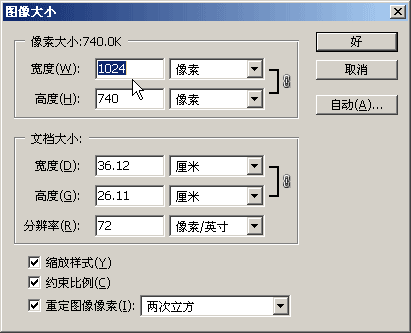 图像大小
像素大小:740.0K
宽度(W): 1024 像素
高度(H): 740 像素
好
取消
自动(A)...
文档大小:
宽度(D): 36.12 厘米
高度(G): 26.11 厘米
分辨率(R): 72 像素/英寸
缩放样式(Y)
约束比例(C)
重定图像像素(I): 两次立方